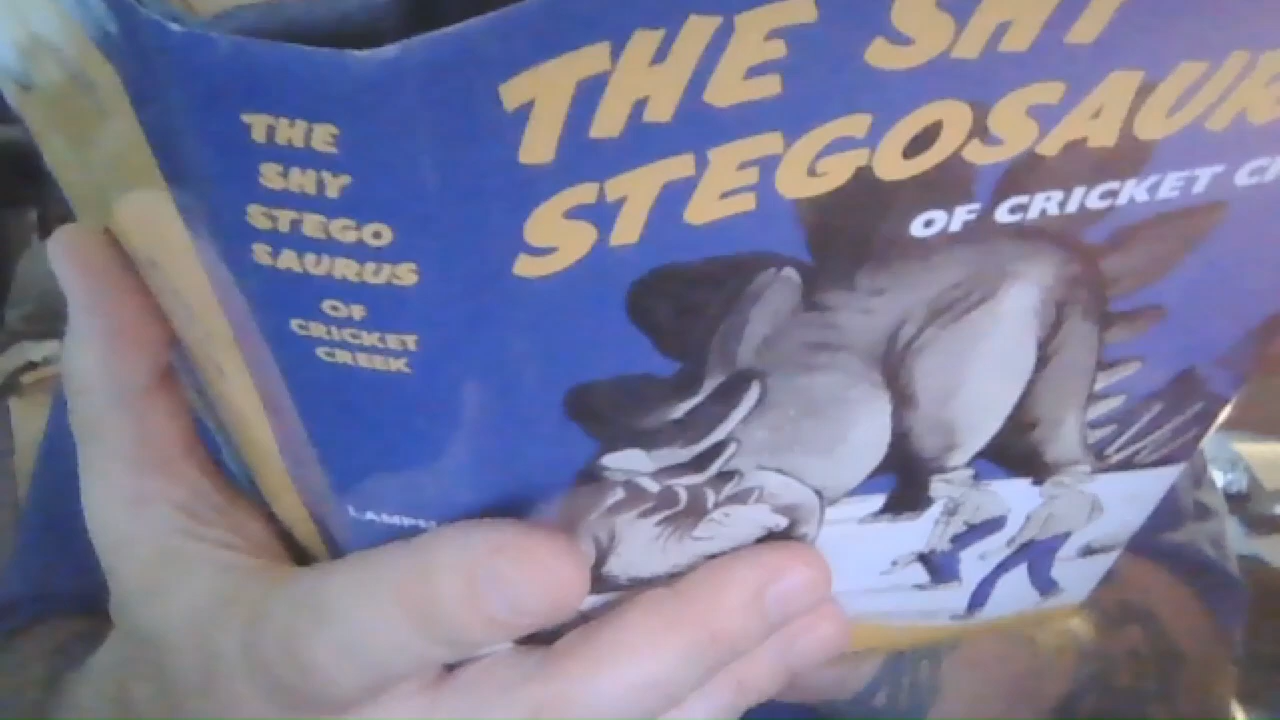 THE
SHY
STEGO
SAURUS
OF
CRICKET
CREEK
THE SHY
STEGOSAUR
OF CRICKET